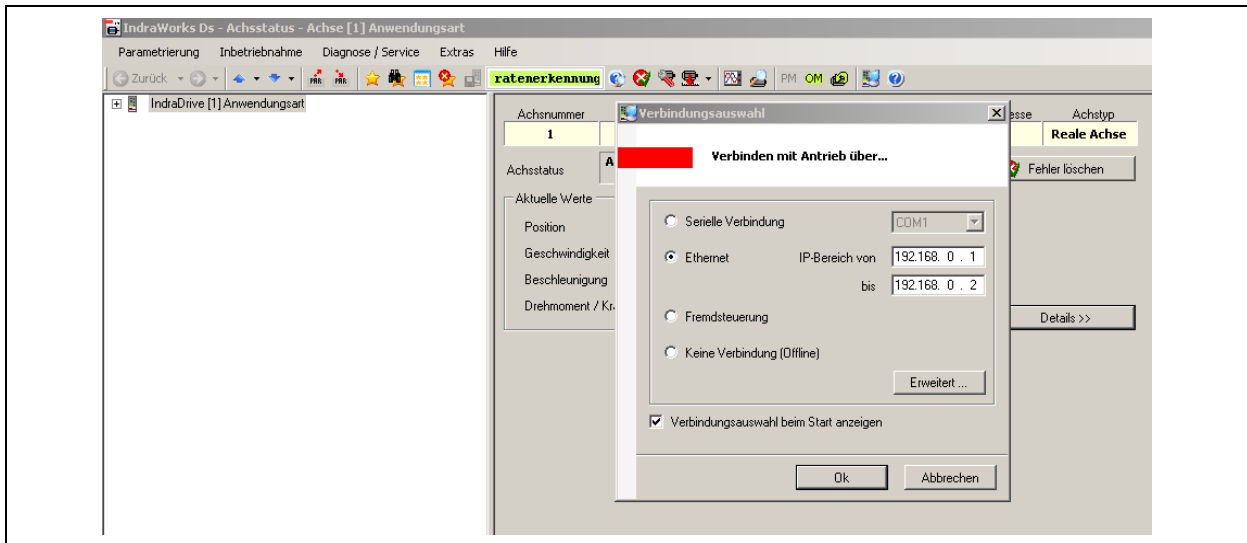 IndraWorks Ds - Achsstatus - Achse [1] Anwendungsart
Parametrierung Inbetriebnahme Diagnose / Service Extras Hilfe
Zurück PAR PAR ratenerkennung PM OM
IndraDrive [1] Anwendungsart
Achsnummer
esse Achstyp
1
Reale Achse
Achsstatus
A
Fehler löschen
Aktuelle Werte
Position
Geschwindigkeit
Beschleunigung
Drehmoment / Kr
Details >>
Verbindungsauswahl
Verbinden mit Antrieb über...
Serielle Verbindung COM1
Ethernet IP-Bereich von 192.168. 0 . 1
bis 192.168. 0 . 2
Fremdsteuerung
Keine Verbindung (Offline)
Erweitert ...
Verbindungsauswahl beim Start anzeigen
Ok Abbrechen